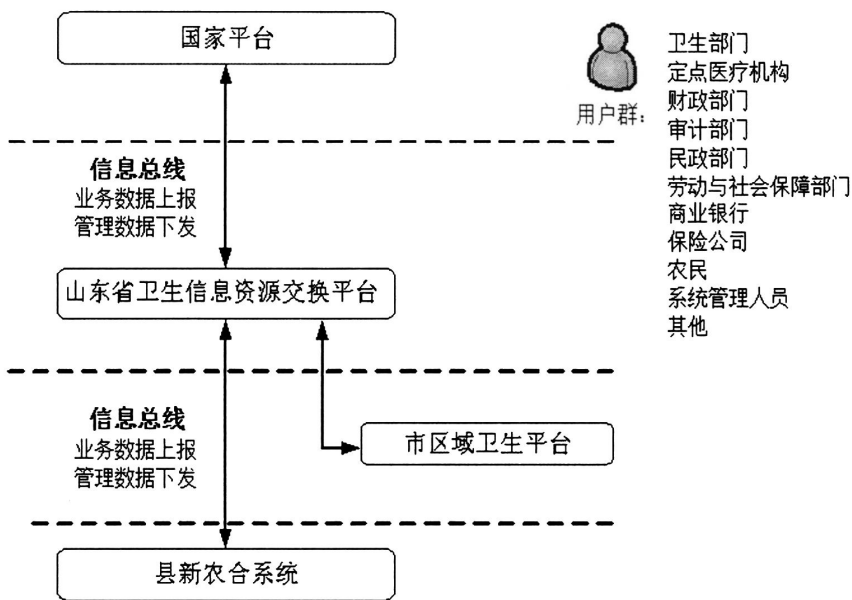 国家平台
信息总线
业务数据上报
管理数据下发
山东省卫生信息资源交换平台
信息总线
业务数据上报
管理数据下发
市区域卫生平台
县新农合系统
用户群：
卫生部门
定点医疗机构
财政部门
审计部门
民政部门
劳动与社会保障部门
商业银行
保险公司
农民
系统管理人员
其他